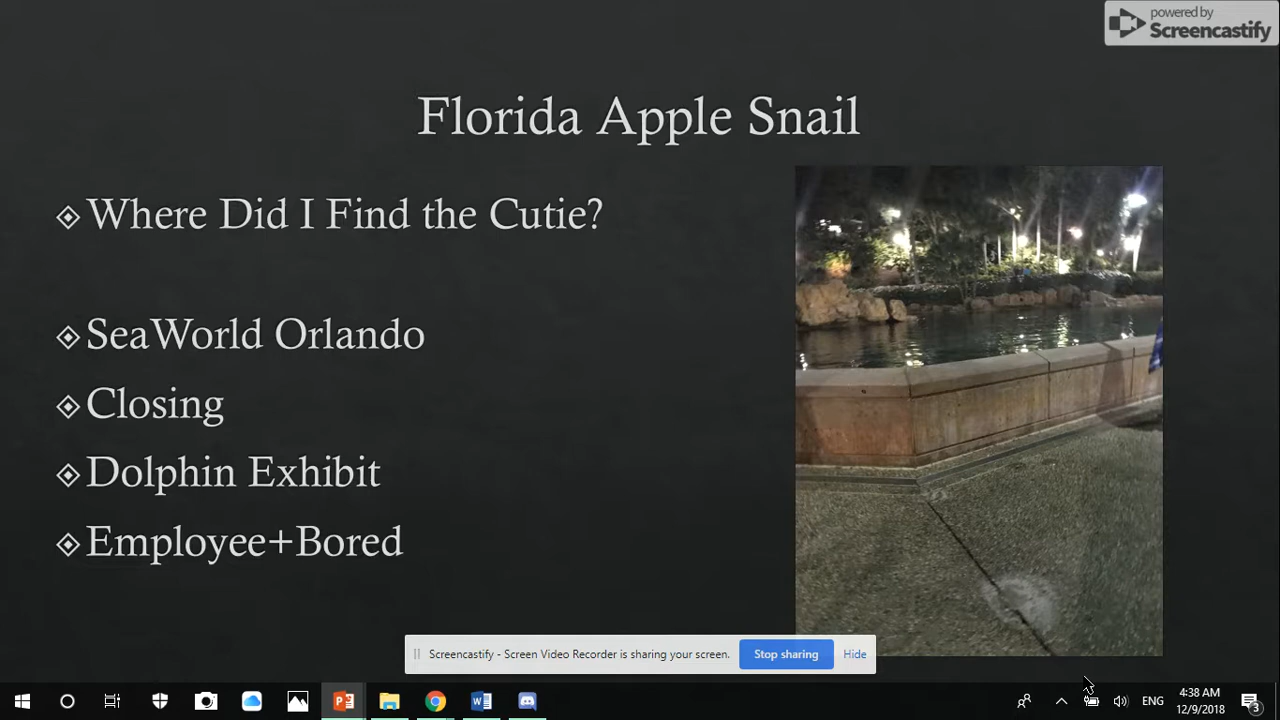 powered by
Screencastify
Florida Apple Snail
Where Did I Find the Cutie?
SeaWorld Orlando
Closing
Dolphin Exhibit
Employee+Bored
Screencastify - Screen Video Recorder is sharing your screen.
Stop sharing
Hide
ENG
4:38 AM
12/9/2018
3